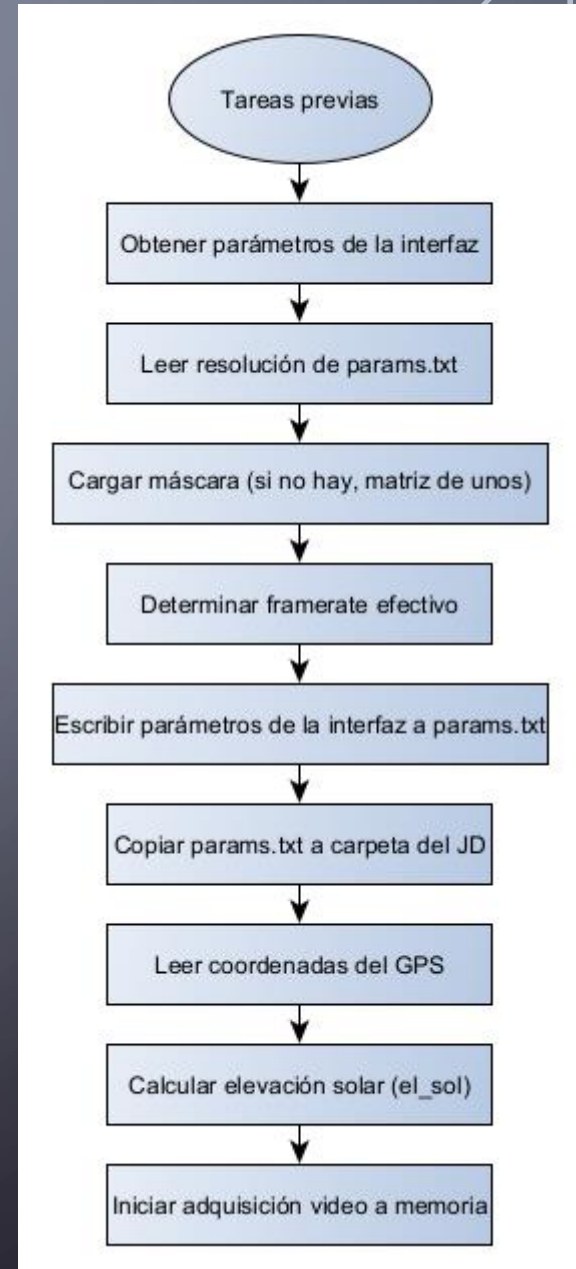 Tareas previas
Obtener parámetros de la interfaz
Leer resolución de params.txt
Cargar máscara (si no hay, matriz de unos)
Determinar framerate efectivo
Escribir parámetros de la interfaz a params.txt
Copiar params.txt a carpeta del JD
Leer coordenadas del GPS
Calcular elevación solar (el_sol)
Iniciar adquisición video a memoria